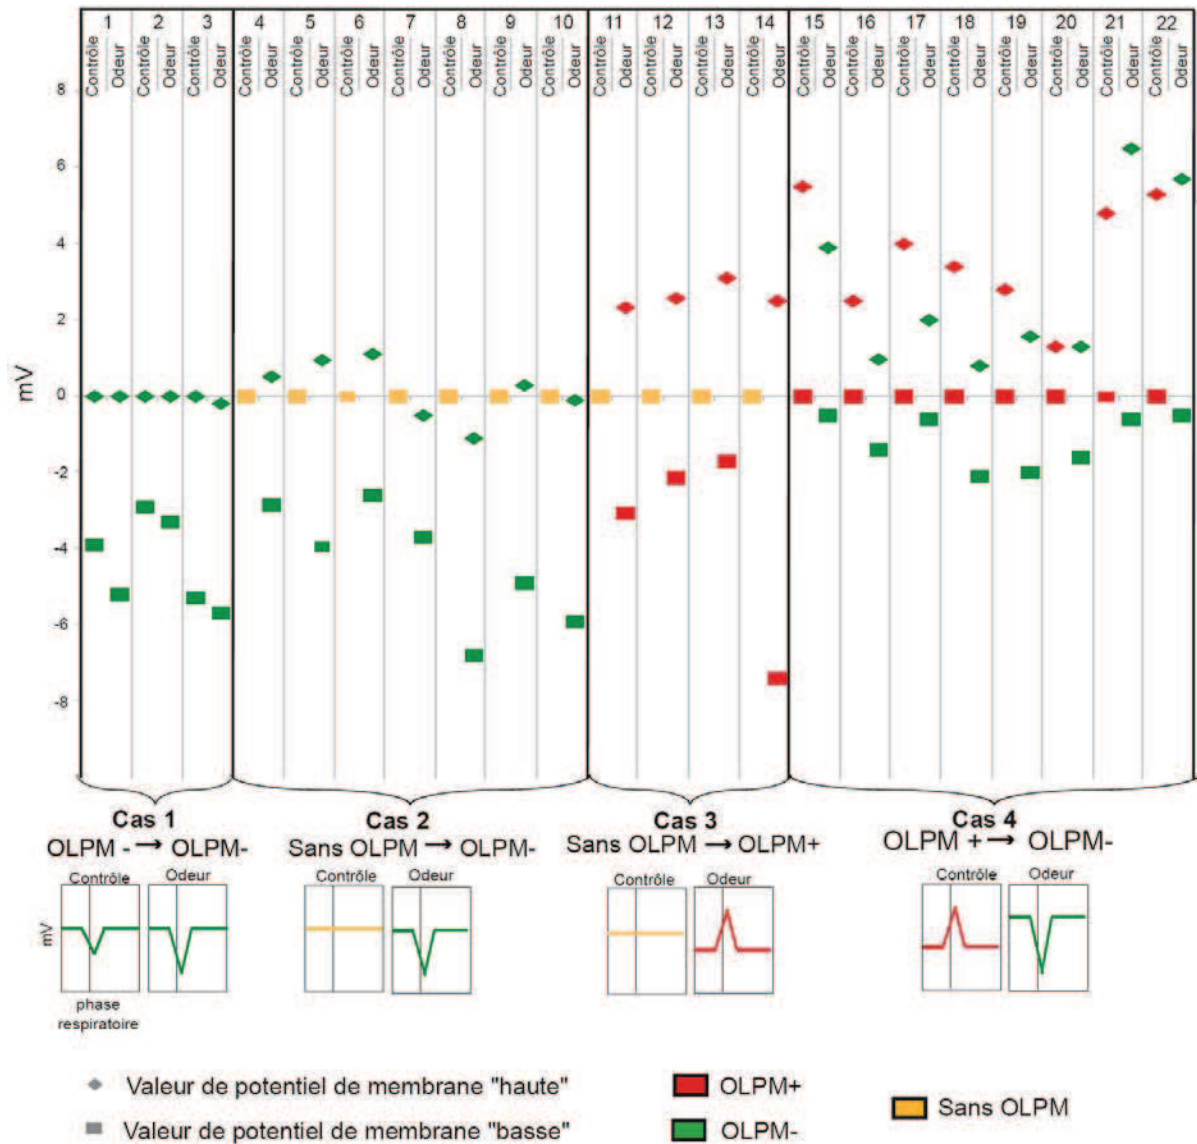 1 2 3 4 5 6 7 8 9 10 11 12 13 14 15 16 17 18 19 20 21 22
Contrôle Odeur Contrôle Odeur Contrôle Odeur Contrôle Odeur Contrôle Odeur Contrôle Odeur Contrôle Odeur Contrôle Odeur Contrôle Odeur Contrôle Odeur Contrôle Odeur Contrôle Odeur Contrôle Odeur Contrôle Odeur Contrôle Odeur Contrôle Odeur Contrôle Odeur Contrôle Odeur Contrôle Odeur Contrôle Odeur Contrôle Odeur Contrôle Odeur
8
6
4
2
mV
0
-2
-4
-6
-8
Cas 1 Cas 2 Cas 3 Cas 4
OLPM - → OLPM- Sans OLPM → OLPM- Sans OLPM → OLPM+ OLPM + → OLPM-
Contrôle Odeur Contrôle Odeur Contrôle Odeur Contrôle Odeur
mV
phase
respiratoire
Valeur de potentiel de membrane "haute" OLPM+
Sans OLPM
Valeur de potentiel de membrane "basse" OLPM-